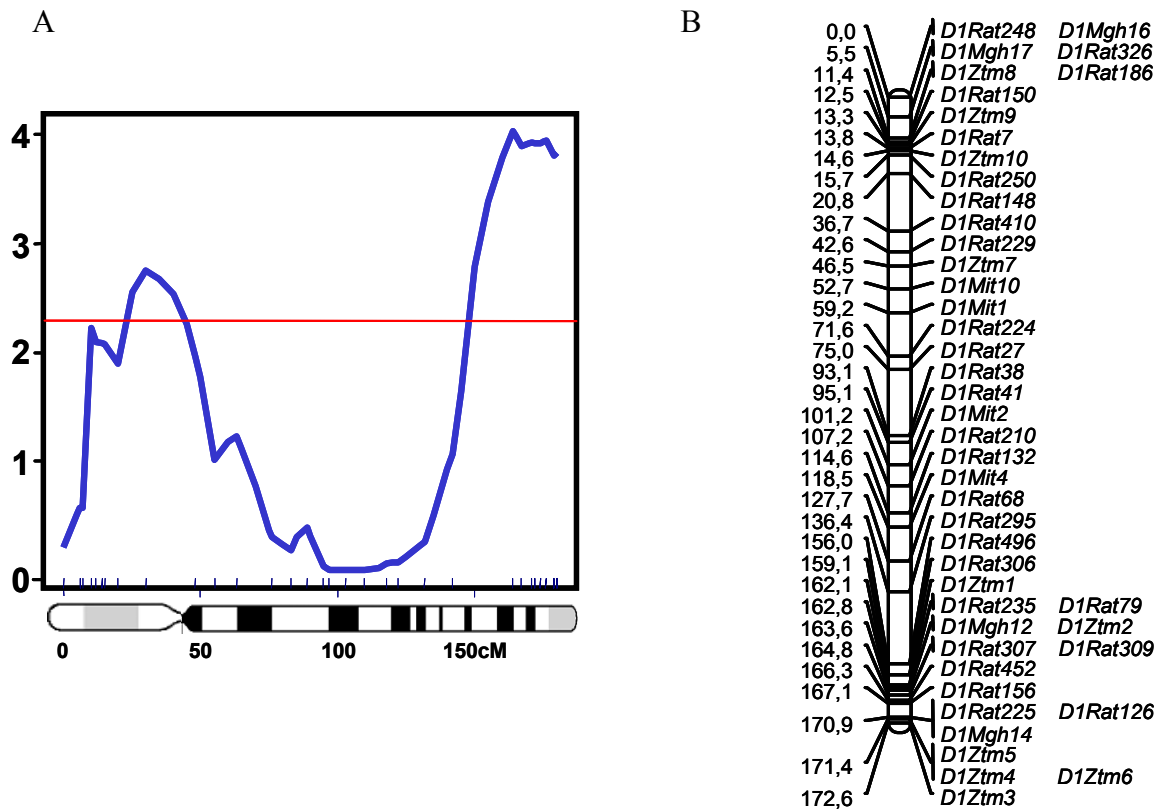 A
4
3
2
1
0
0 50 100 150cM
B
0,0 D1Rat248 D1Mgh16
5,5 D1Mgh17 D1Rat326
11,4 D1Ztm8 D1Rat186
12,5 D1Rat150
13,3 D1Ztm9
13,8 D1Rat7
14,6 D1Ztm10
15,7 D1Rat250
20,8 D1Rat148
36,7 D1Rat410
42,6 D1Rat229
46,5 D1Ztm7
52,7 D1Mit10
59,2 D1Mit1
71,6 D1Rat224
75,0 D1Rat27
93,1 D1Rat38
95,1 D1Rat41
101,2 D1Mit2
107,2 D1Rat210
114,6 D1Rat132
118,5 D1Mit4
127,7 D1Rat68
136,4 D1Rat295
156,0 D1Rat496
159,1 D1Rat306
162,1 D1Ztm1
162,8 D1Rat235 D1Rat79
163,6 D1Mgh12 D1Ztm2
164,8 D1Rat307 D1Rat309
166,3 D1Rat452
167,1 D1Rat156
170,9 D1Rat225 D1Rat126
D1Mgh14
171,4 D1Ztm5
D1Ztm4 D1Ztm6
172,6 D1Ztm3